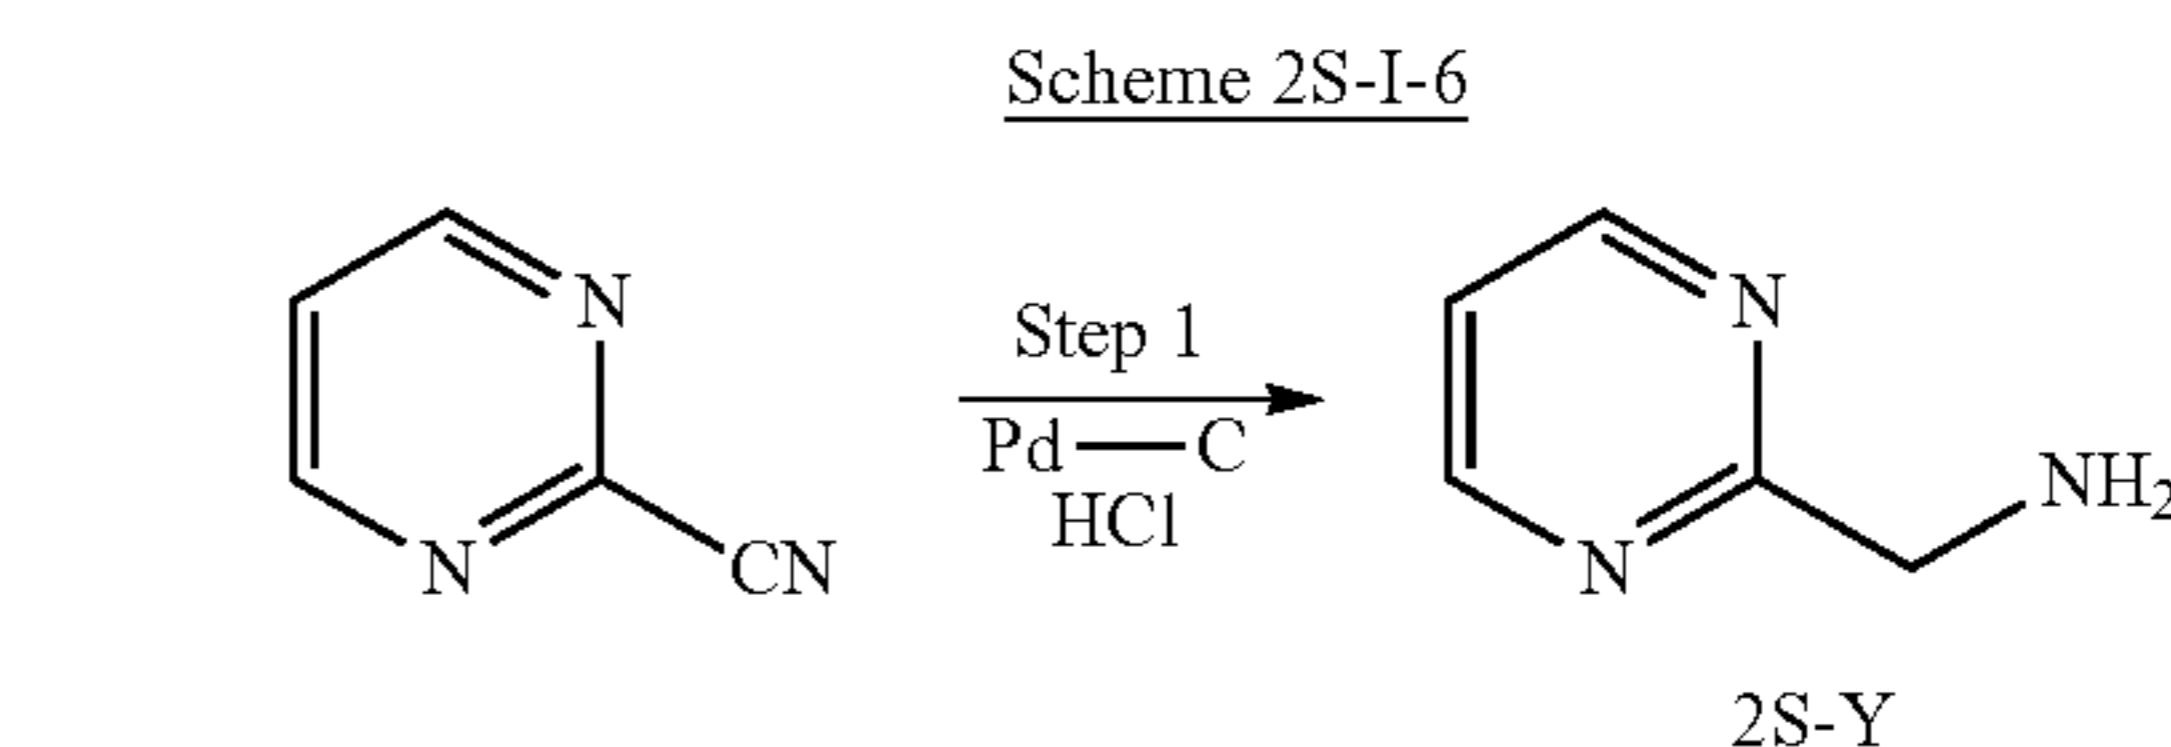 Scheme 2S-I-6
N
N
CN
Step 1
Pd—C
HCl
N
N
NH2
2S-Y